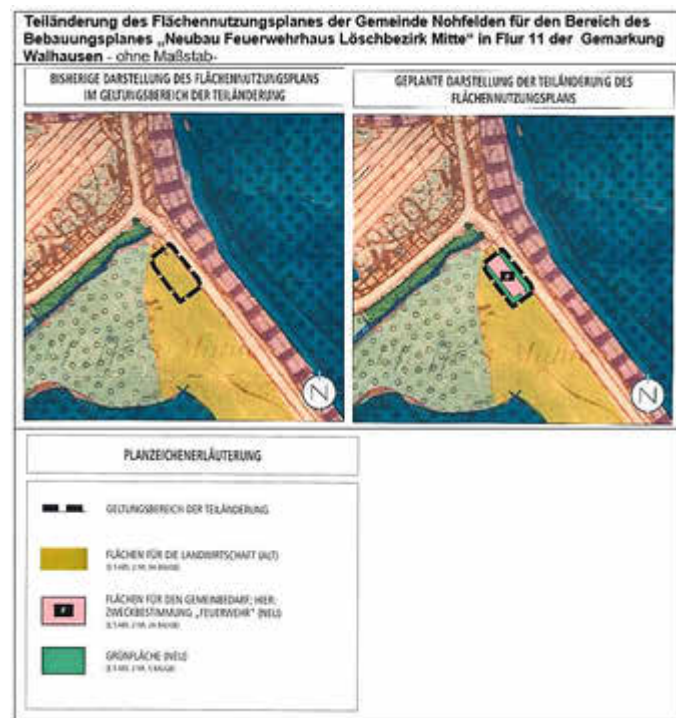 Teiländerung des Flächennutzungsplanes der Gemeinde Nohfelden für den Bereich des
Bebauungsplanes „Neubau Feuerwehrhaus Löschbezirk Mitte" in Flur 11 der Gemarkung
Walhausen - ohne Maßstab-
BISHERIGE DARSTELLUNG DES FLÄCHENNUTZUNGSPLANS
IM GELTUNGSBEREICH DER TEILÄNDERUNG
GEPLANTE DARSTELLUNG DER TEILÄNDERUNG DES
FLÄCHENNUTZUNGSPLANS
N
N
PLANZEICHENERLÄUTERUNG
GELTUNGSBEREICH DER TEILÄNDERUNG
FLÄCHEN FÜR DIE LANDWIRTSCHAFT (ALT)
FLÄCHEN FÜR DEN GEMEINBEDARF; HIER:
ZWECKBESTIMMUNG „FEUERWEHR" (NEU)
GRÜNFLÄCHE (NEU)